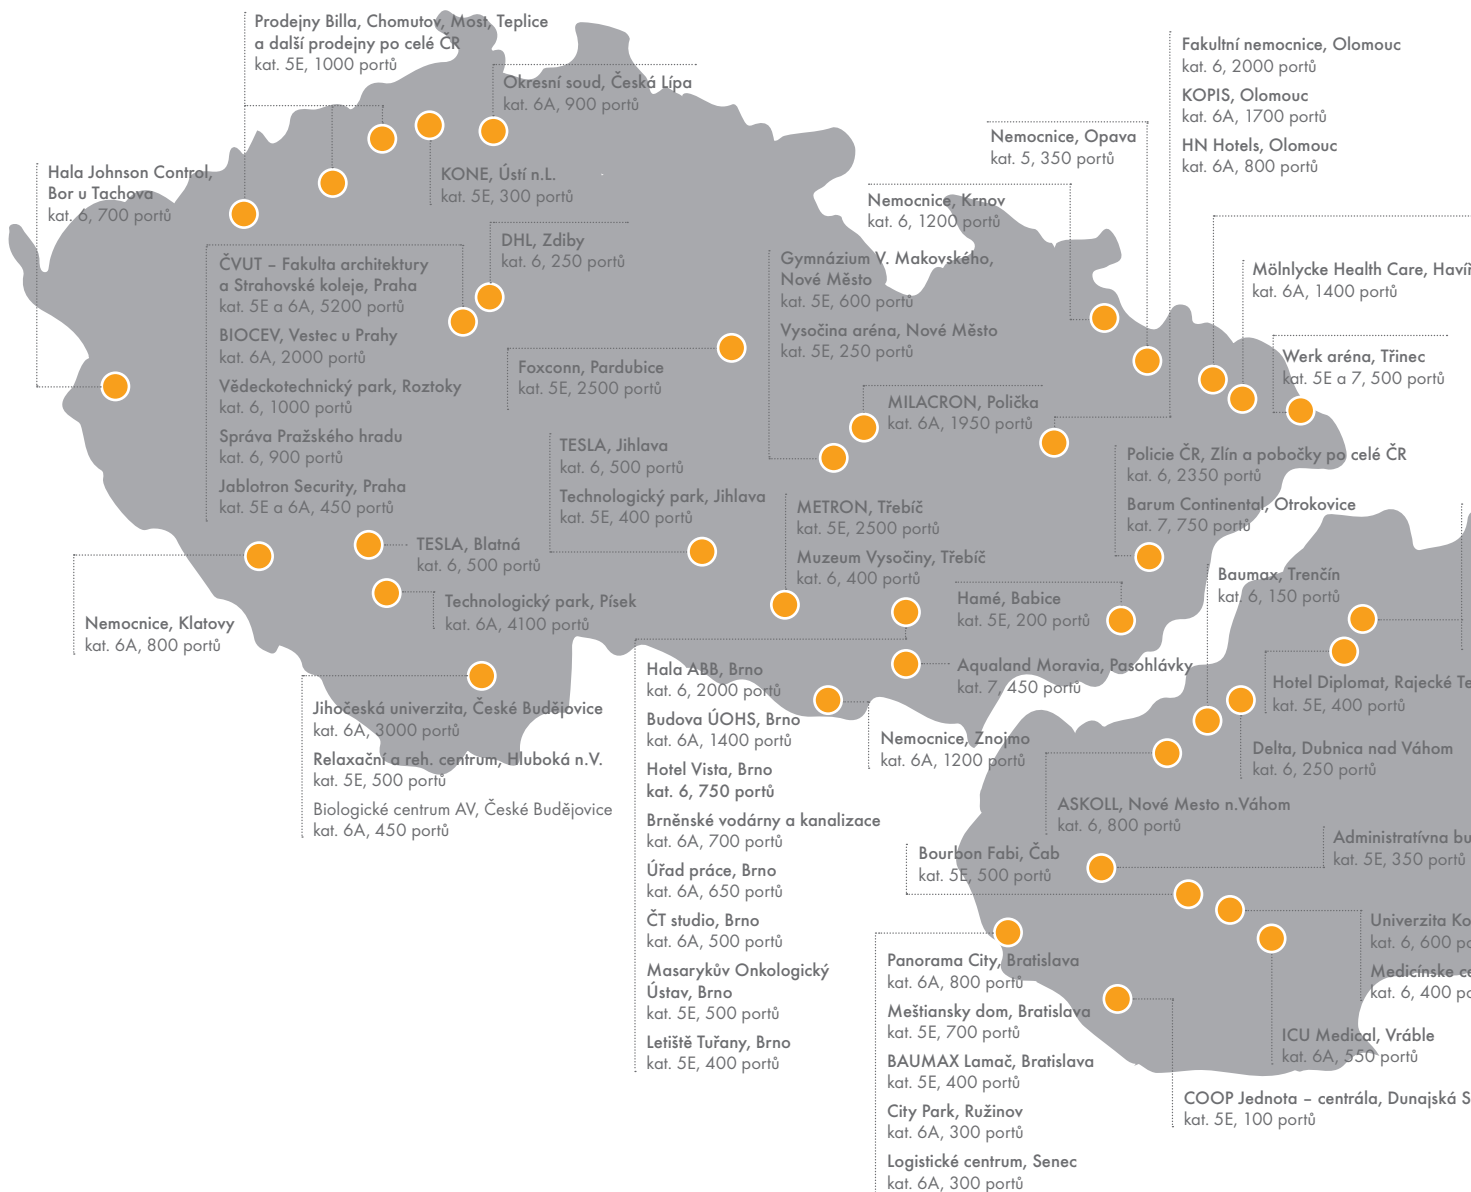 Prodejny Billa, Chomutov, Most, Teplice
a další prodejny po celé ČR
kat. 5E, 1000 portů
Okresní soud, Česká Lípa
kat. 6A, 900 portů
Fakultní nemocnice, Olomouc
kat. 6, 2000 portů
KOPIS, Olomouc
kat. 6A, 1700 portů
HN Hotels, Olomouc
kat. 6A, 800 portů
Nemocnice, Opava
kat. 5, 350 portů
Hala Johnson Control,
Bor u Tachova
kat. 6, 700 portů
KONE, Ústí n.L.
kat. 5E, 300 portů
Nemocnice, Krnov
kat. 6, 1200 portů
DHL, Zdiby
kat. 6, 250 portů
ČVUT – Fakulta architektury
a Strahovské koleje, Praha
kat. 5E a 6A, 5200 portů
BIOCEV, Vestec u Prahy
kat. 6A, 2000 portů
Vědeckotechnický park, Roztoky
kat. 6, 1000 portů
Správa Pražského hradu
kat. 6, 900 portů
Jablotron Security, Praha
kat. 5E a 6A, 450 portů
Gymnázium V. Makovského,
Nové Město
kat. 5E, 600 portů
Vysočina aréna, Nové Město
kat. 5E, 250 portů
Mölnlycke Health Care, Haví
kat. 6A, 1400 portů
Werk aréna, Třinec
kat. 5E a 7, 500 portů
Foxconn, Pardubice
kat. 5E, 2500 portů
MILACRON, Polička
kat. 6A, 1950 portů
TESLA, Jihlava
kat. 6, 500 portů
Technologický park, Jihlava
kat. 5E, 400 portů
Policie ČR, Zlín a pobočky po celé ČR
kat. 6, 2350 portů
Barum Continental, Otrokovice
kat. 7, 750 portů
METRON, Třebíč
kat. 5E, 2500 portů
Muzeum Vysočiny, Třebíč
kat. 6, 400 portů
TESLA, Blatná
kat. 6, 500 portů
Technologický park, Písek
kat. 6A, 4100 portů
Nemocnice, Klatovy
kat. 6A, 800 portů
Hamé, Babice
kat. 5E, 200 portů
Baumax, Trenčín
kat. 6, 150 portů
Aqualand Moravia, Pasohlávky
kat. 7, 450 portů
Hotel Diplomat, Rajecké Te
kat. 5E, 400 portů
Jihočeská univerzita, České Budějovice
kat. 6A, 3000 portů
Relaxační a reh. centrum, Hluboká n.V.
kat. 5E, 500 portů
Biologické centrum AV, České Budějovice
kat. 6A, 450 portů
Hala ABB, Brno
kat. 6, 2000 portů
Budova ÚOHS, Brno
kat. 6A, 1400 portů
Hotel Vista, Brno
kat. 6, 750 portů
Brněnské vodárny a kanalizace
kat. 6A, 700 portů
Úřad práce, Brno
kat. 6A, 650 portů
ČT studio, Brno
kat. 6A, 500 portů
Masarykův Onkologický
Ústav, Brno
kat. 5E, 500 portů
Letiště Tuřany, Brno
kat. 5E, 400 portů
Nemocnice, Znojmo
kat. 6A, 1200 portů
Delta, Dubnica nad Váhom
kat. 6, 250 portů
ASKOLL, Nové Mesto n.Váhom
kat. 6, 800 portů
Administratívna bu
kat. 5E, 350 portů
Bourbon Fabi, Čab
kat. 5E, 500 portů
Univerzita Ko
kat. 6, 600 po
Medicínske ce
kat. 6, 400 po
Panorama City, Bratislava
kat. 6A, 800 portů
Meštiansky dom, Bratislava
kat. 5E, 700 portů
BAUMAX Lamač, Bratislava
kat. 5E, 400 portů
City Park, Ružinov
kat. 6A, 300 portů
Logistické centrum, Senec
kat. 6A, 300 portů
ICU Medical, Vráble
kat. 6A, 550 portů
COOP Jednota – centrála, Dunajská S
kat. 5E, 100 portů